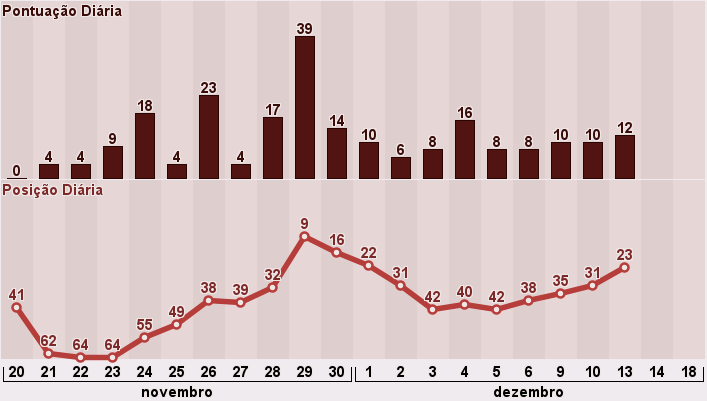 Pontuação Diária
0 4 4 9 18 4 23 4 17 39 14 10 6 8 16 8 8 10 10 12
Posição Diária
41 62 64 64 55 49 38 39 32 9 16 22 31 42 40 42 38 35 31 23
20 21 22 23 24 25 26 27 28 29 30 1 2 3 4 5 6 9 10 13 14 18
novembro dezembro